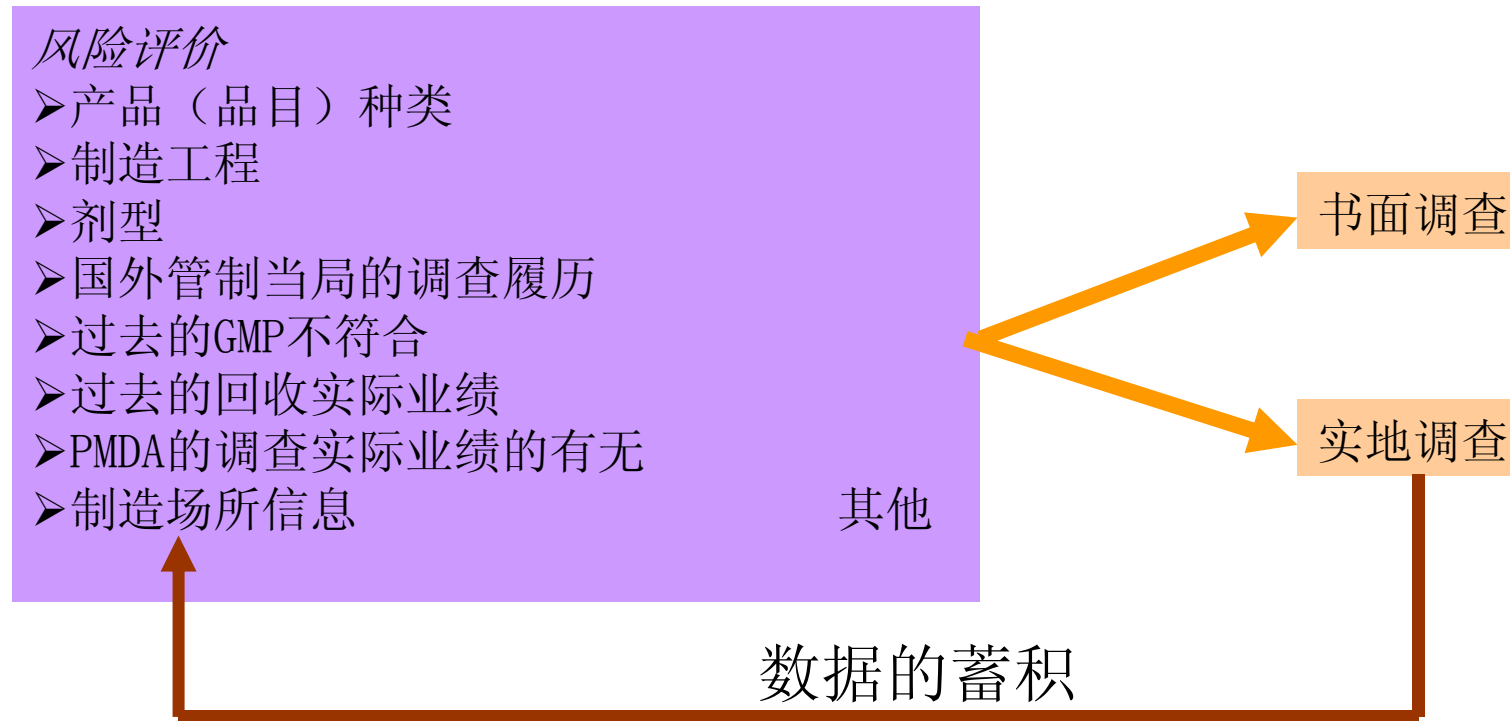 风险评价
➢产品（品目）种类
➢制造工程
➢剂型
➢国外管制当局的调查履历
➢过去的GMP不符合
➢过去的回收实际业绩
➢PMDA的调查实际业绩的有无
➢制造场所信息 其他
书面调查
实地调查
数据的蓄积